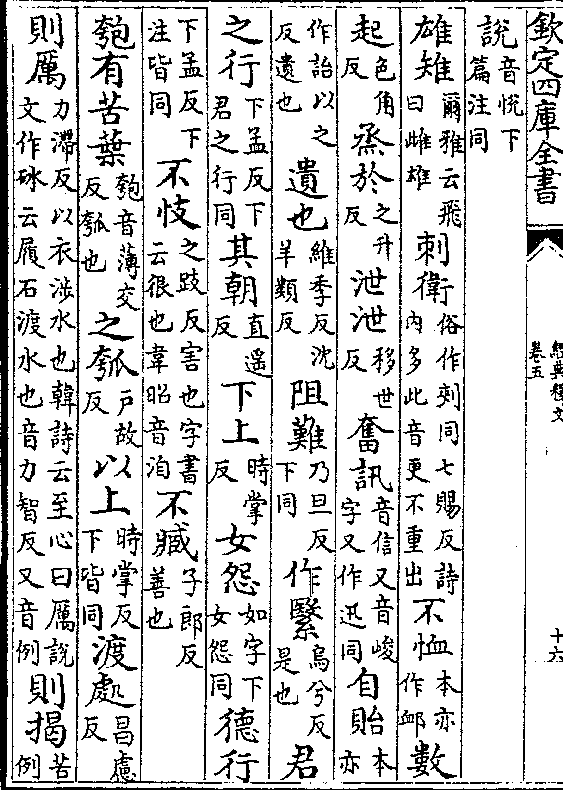 欽定四庫全書
經典釋文
卷五
十六
說音悅下篇注同
雄雉爾雅云飛曰雌雄刺衛俗作刾同七賜反詩内多此音更不重出不恤本亦作卹數
起色角反烝於之升反泄泄移世反奮訊音信又音峻字又作迅同自貽本亦
作詒以之反遺也遺也維季反沈羊類反阻難乃旦反下同作繄烏兮反是也君
之行下孟反下君之行同其朝直遥反下上時掌反女怨如字下女怨同德行
下孟反下注皆同不忮之跂反害也字書云很也韋昭音洎不臧子郎反善也
匏有苦葉匏音薄交反瓠也之瓠戶故反以上時掌反下皆同渡處昌慮反
則厲力滯反以衣涉水也韓詩云至心曰厲說文作砅云履石渡水也音力智反又音例則揭苦例